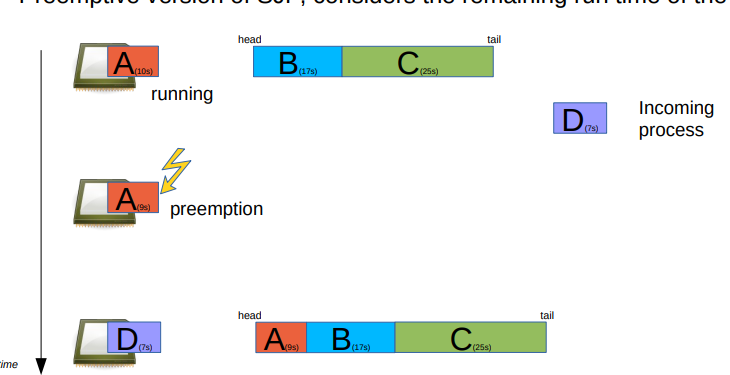 Preemptive version of SJF, considers the remaining run time of the
head
tail
A(10s)
B(17s)
C(25s)
running
D(7s)
Incoming
process
A(9s)
preemption
head
tail
D(7s)
A(9s)
B(17s)
C(25s)
ime